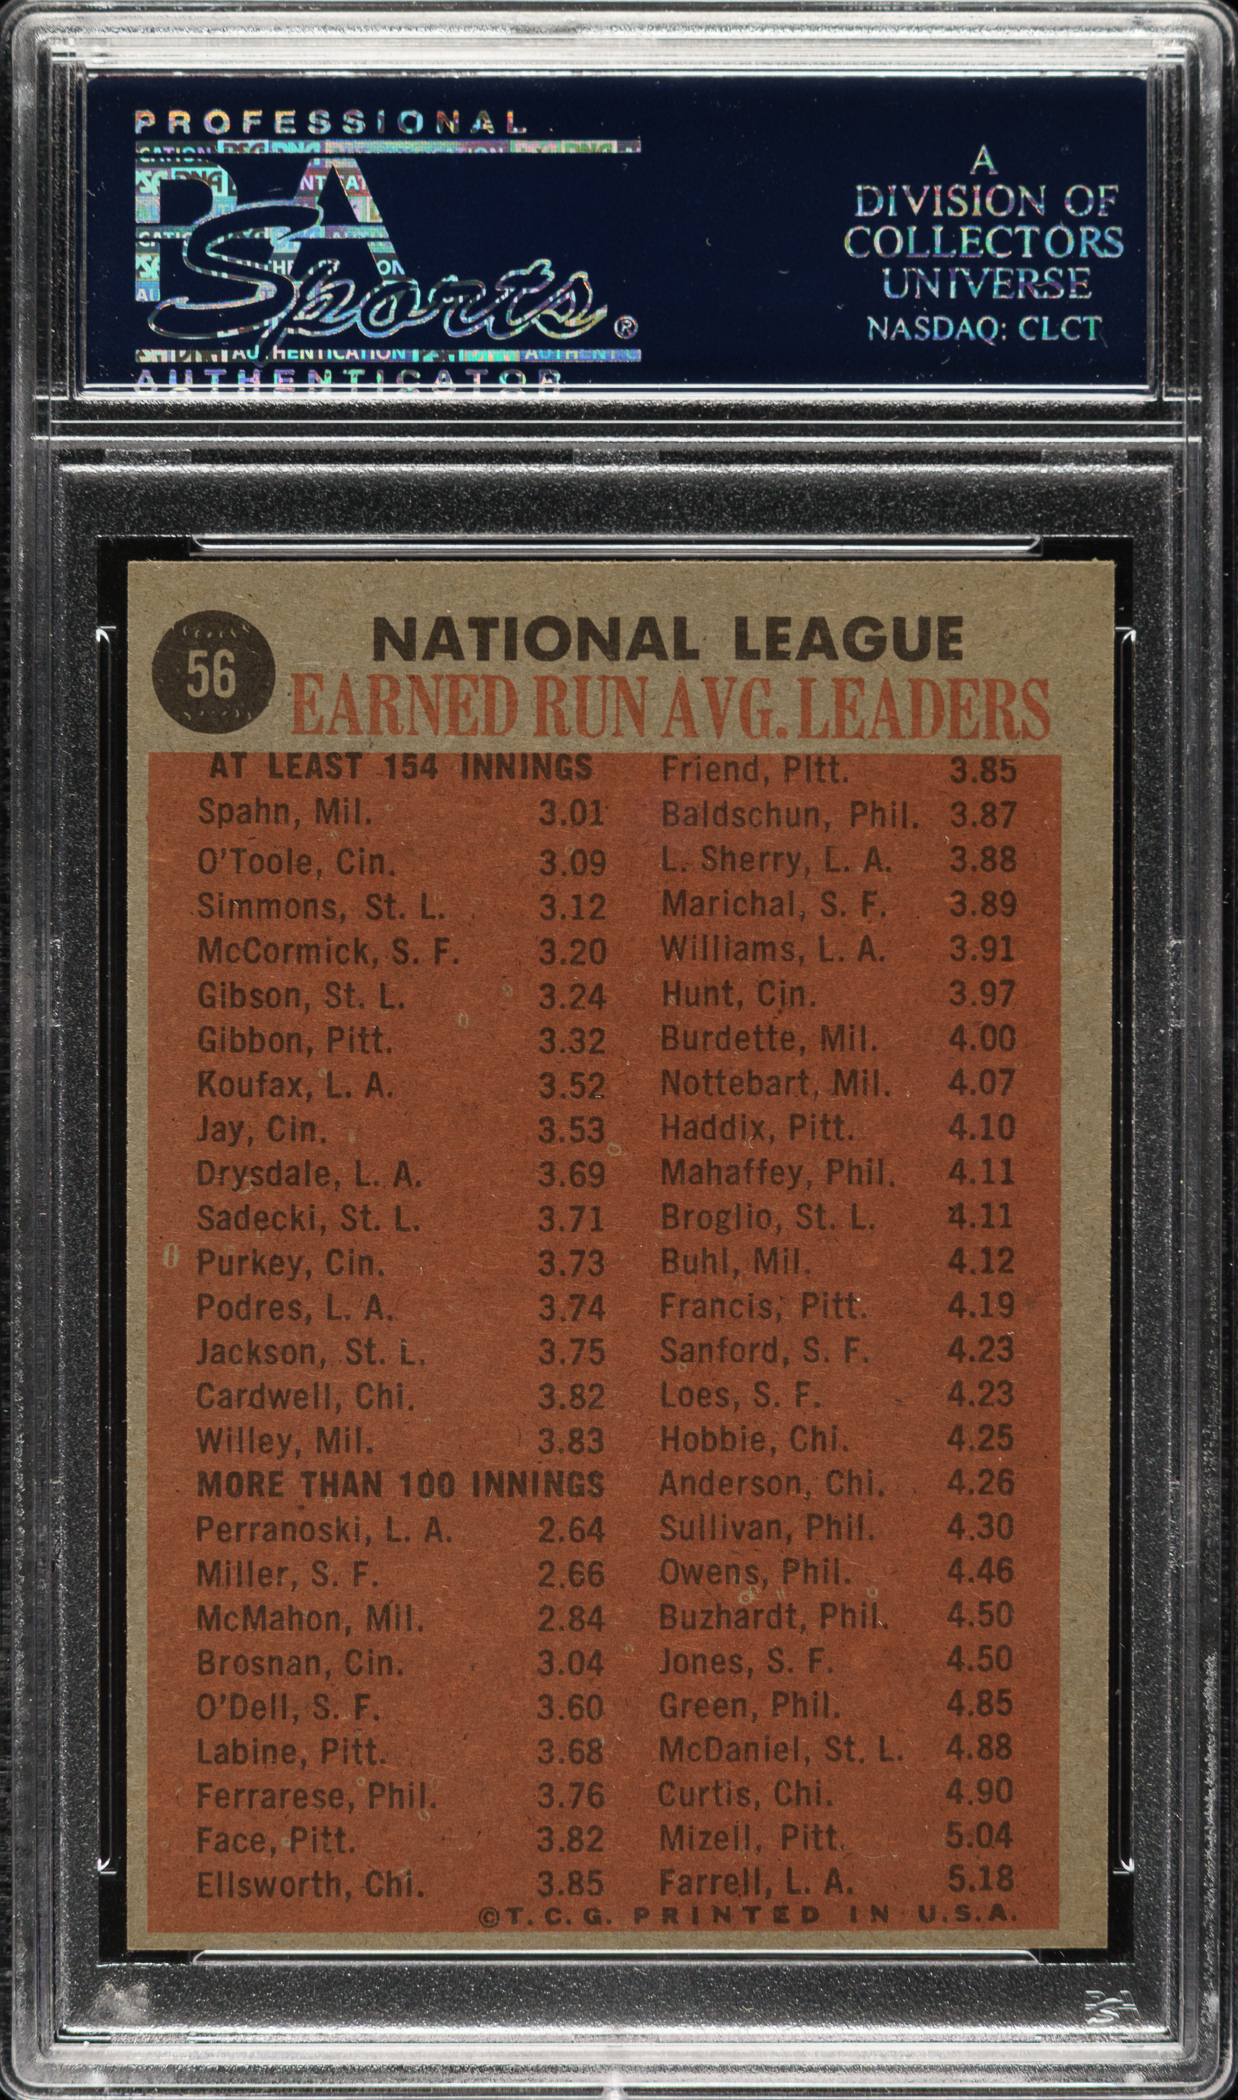 PROFESSIONAL
PSA
Sports®
AUTHENTICATOR
A
DIVISION OF
COLLECTORS
UNIVERSE
NASDAQ: CLCT
56
NATIONAL LEAGUE
EARNED RUN AVG. LEADERS
AT LEAST 154 INNINGS
Spahn, Mil. 3.01
O'Toole, Cin. 3.09
Simmons, St. L. 3.12
McCormick, S. F. 3.20
Gibson, St. L. 3.24
Gibbon, Pitt. 3.32
Koufax, L. A. 3.52
Jay, Cin. 3.53
Drysdale, L. A. 3.69
Sadecki, St. L. 3.71
Purkey, Cin. 3.73
Podres, L. A. 3.74
Jackson, St. L. 3.75
Cardwell, Chi. 3.82
Willey, Mil. 3.83
MORE THAN 100 INNINGS
Perranoski, L. A. 2.64
Miller, S. F. 2.66
McMahon, Mil. 2.84
Brosnan, Cin. 3.04
O'Dell, S. F. 3.60
Labine, Pitt. 3.68
Ferrarese, Phil. 3.76
Face, Pitt. 3.82
Ellsworth, Chi. 3.85
Friend, Pitt. 3.85
Baldschun, Phil. 3.87
L. Sherry, L. A. 3.88
Marichal, S. F. 3.89
Williams, L. A. 3.91
Hunt, Cin. 3.97
Burdette, Mil. 4.00
Nottebart, Mil. 4.07
Haddix, Pitt. 4.10
Mahaffey, Phil. 4.11
Broglio, St. L. 4.11
Buhl, Mil. 4.12
Francis, Pitt. 4.19
Sanford, S. F. 4.23
Loes, S. F. 4.23
Hobbie, Chi. 4.25
Anderson, Chi. 4.26
Sullivan, Phil. 4.30
Owens, Phil. 4.46
Buzhardt, Phil. 4.50
Jones, S. F. 4.50
Green, Phil. 4.85
McDaniel, St. L. 4.88
Curtis, Chi. 4.90
Mizell, Pitt. 5.04
Farrell, L. A. 5.18
©T. C. G. PRINTED IN U.S.A.
PSA